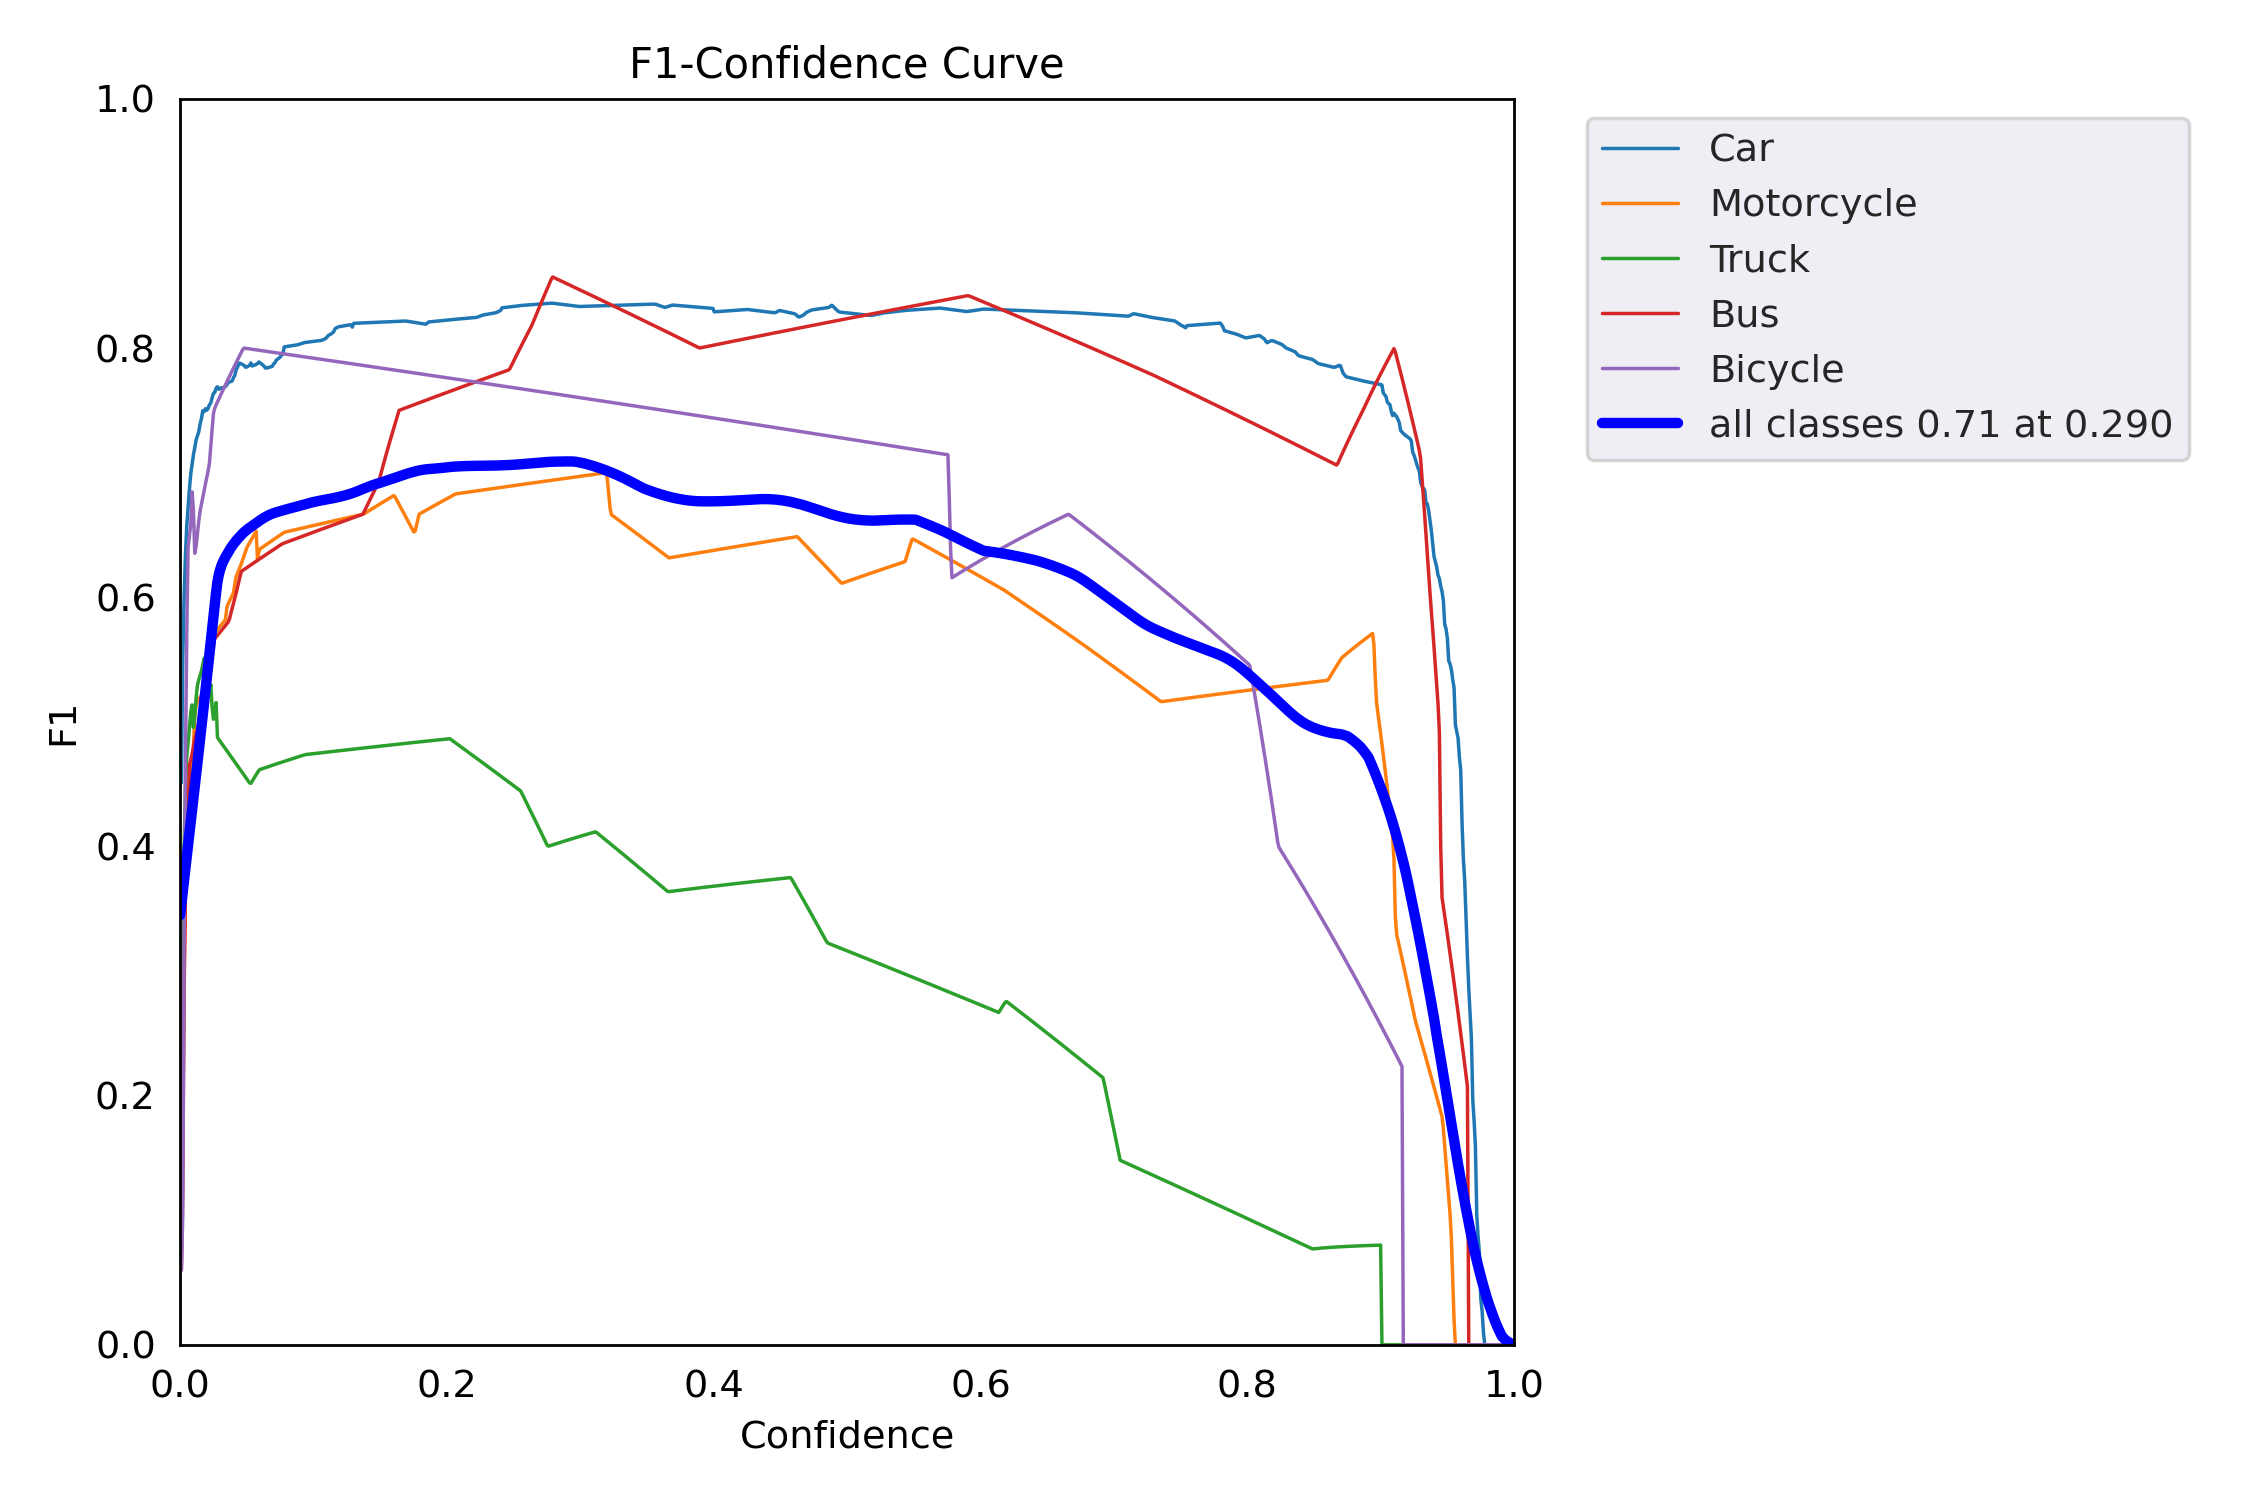 F1-Confidence Curve
1.0
0.8
0.6
0.4
0.2
0.0
F1
0.0 0.2 0.4 0.6 0.8 1.0
Confidence
Car
Motorcycle
Truck
Bus
Bicycle
all classes 0.71 at 0.290